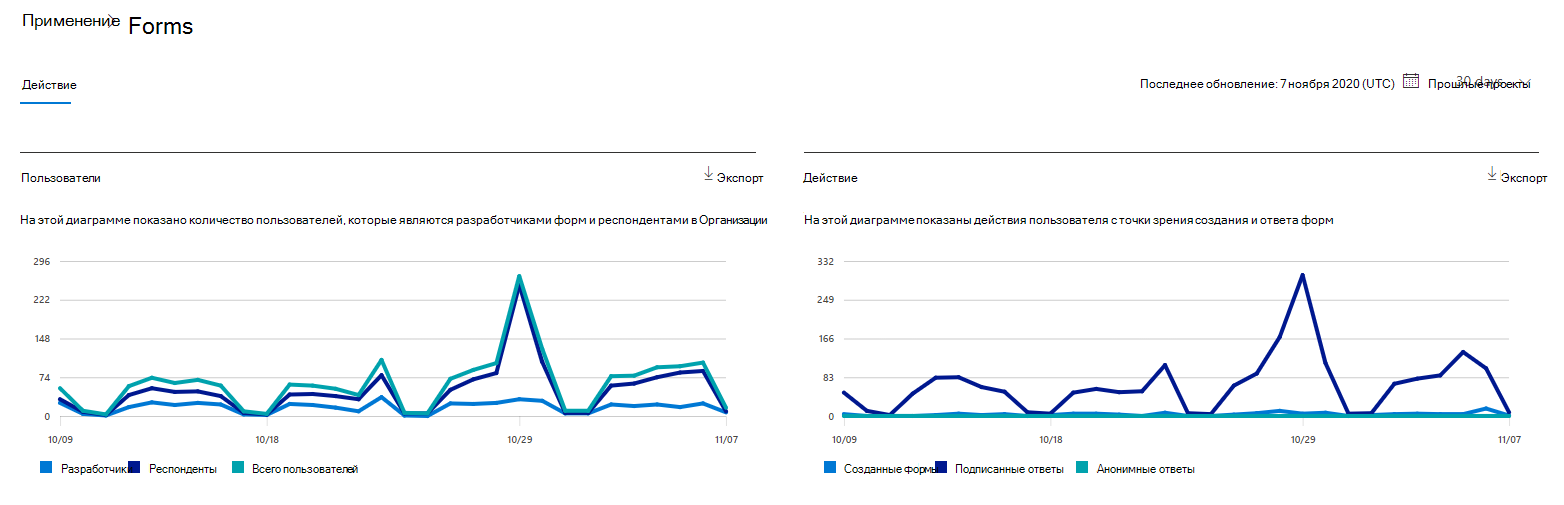 Применение Forms
Действие
Последнее обновление: 7 ноября 2020 (UTC) Прошлые проекты 30 days
Пользователи
Экспорт
На этой диаграмме показано количество пользователей, которые являются разработчиками форм и респондентами в Организации
296
222
148
74
0
10/09 10/18 10/29 11/07
Разработчик Респонденты Всего пользователей
Действие
Экспорт
На этой диаграмме показаны действия пользователя с точки зрения создания и ответа форм
332
249
166
83
0
10/09 10/18 10/29 11/07
Созданные формы Подписанные ответы Анонимные ответы